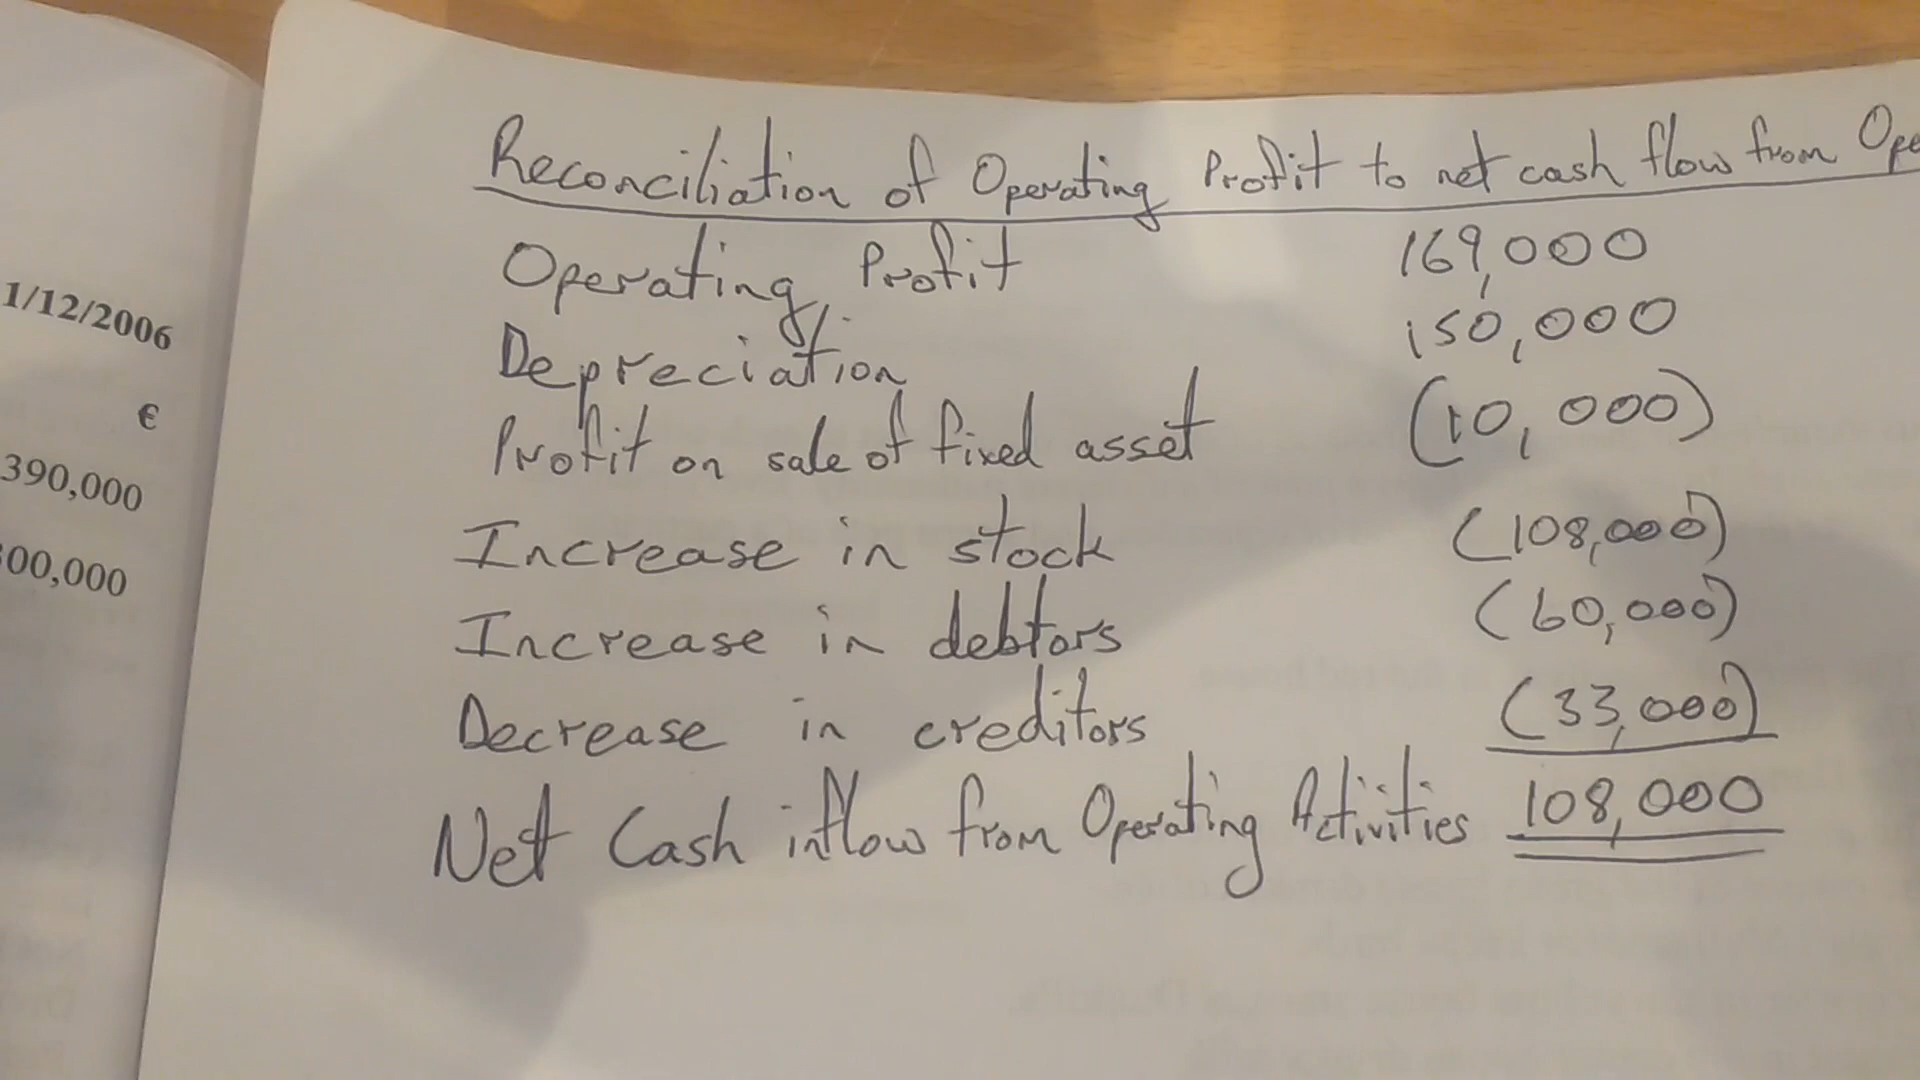 Reconciliation of Operating Profit to net cash flow from
Operating Profit 169,000
Depreciation 150,000
Profit on sale of fixed asset (10,000)
Increase in stock (108,000)
Increase in debtors (60,000)
Decrease in creditors (33,000)
Net Cash inflow from Operating Activities 108,000
1/12/2006
€
390,000
00,000